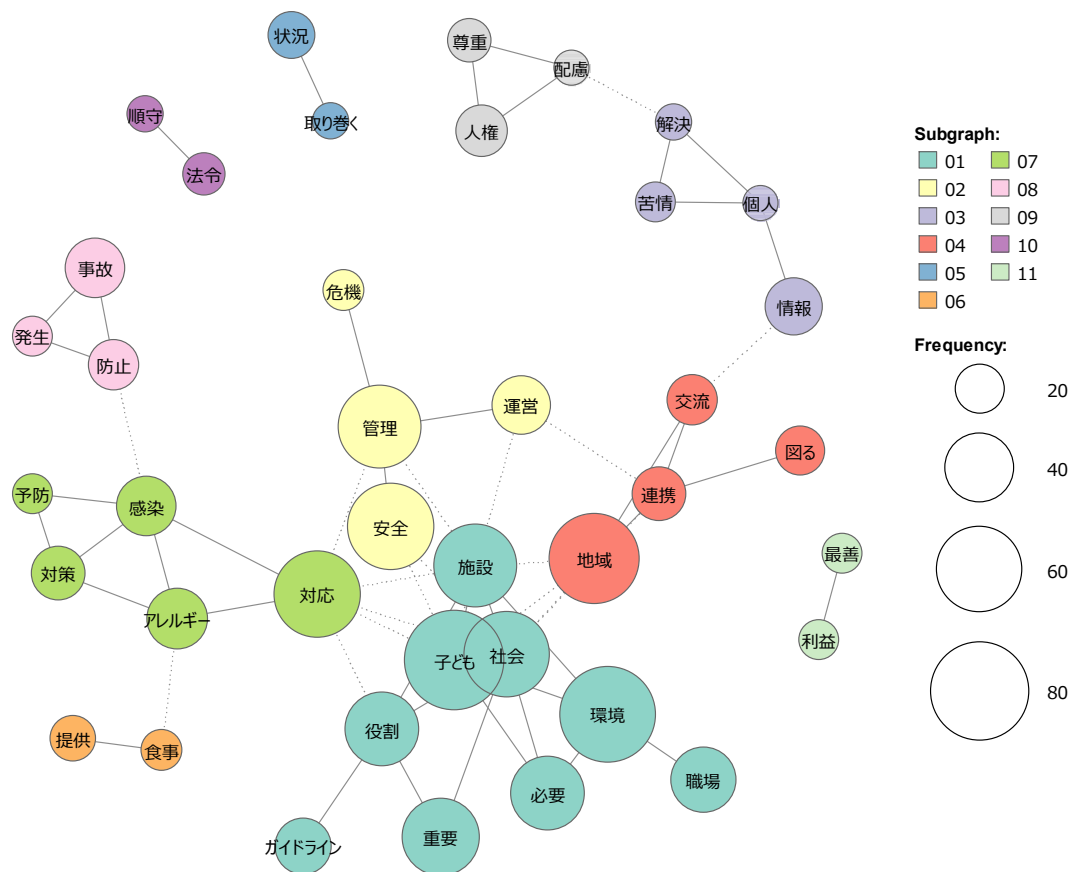 状況
尊重
配慮
順守
取り巻く
解決
人権
法令
苦情
個人
Subgraph:
01
07
02
08
03
09
04
10
05
11
06
事故
危機
情報
発生
防止
Frequency:
20
40
60
80
管理
運営
交流
図る
予防
感染
連携
安全
対策
対応
施設
地域
最善
アレルギー
子ども
社会
利益
提供
食事
役割
環境
職場
必要
重要
ガイドライン